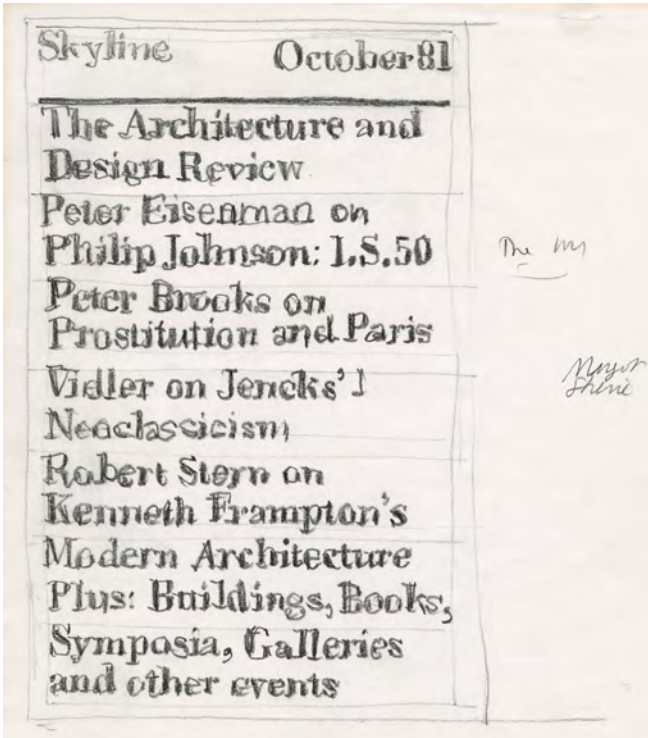 Skyline October 81
The Architecture and
Design Review
Peter Eisenman on
Philip Johnson: I.S.50
Peter Brooks on
Prostitution and Paris
Vidler on Jencks'
Neoclassicism
Robert Stern on
Kenneth Frampton's
Modern Architecture
Plus: Buildings, Books,
Symposia, Galleries
and other events
The